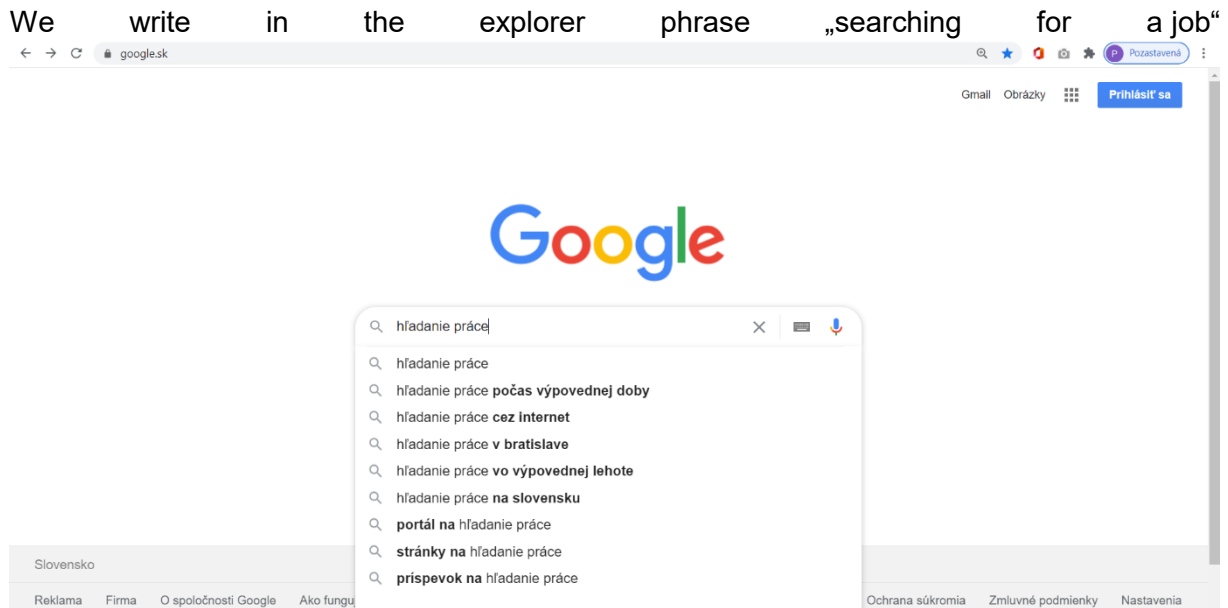 We write in the explorer phrase „searching for a job“
google.sk
P Pozastavená
Gmail Obrázky Prihlásiť sa
Google
hľadanie práce
hľadanie práce
hľadanie práce počas výpovednej doby
hľadanie práce cez internet
hľadanie práce v bratislave
hľadanie práce vo výpovednej lehote
hľadanie práce na slovensku
portál na hľadanie práce
stránky na hľadanie práce
príspevok na hľadanie práce
Slovensko
Reklama Firma O spoločnosti Google Ako funguj Ochrana súkromia Zmluvné podmienky Nastavenia